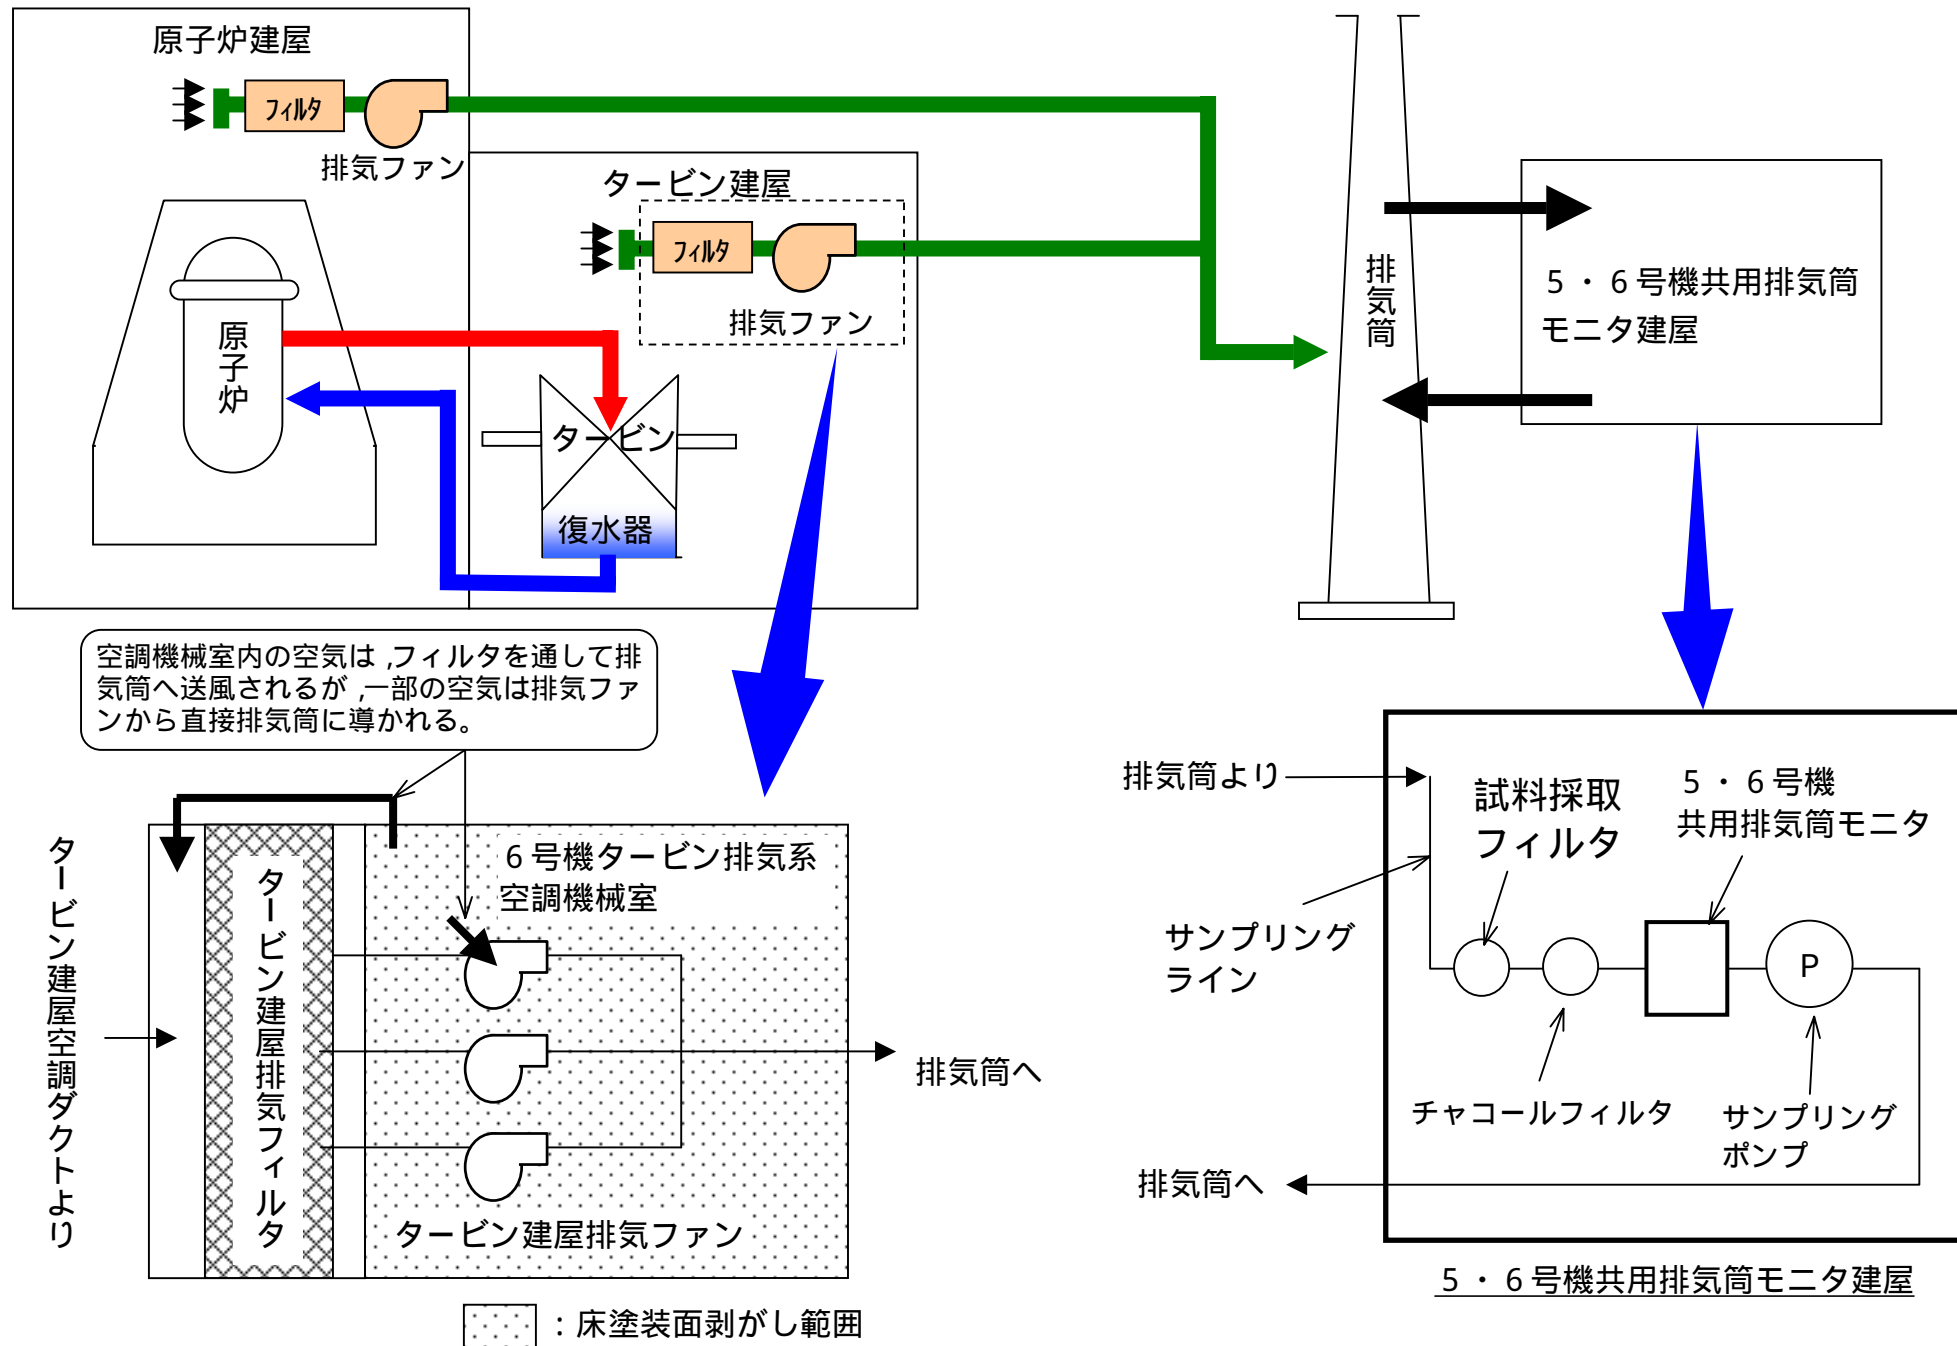 原子炉建屋
フィルタ
排気ファン
タービン建屋
フィルタ
排気ファン
原子炉
タービン
復水器
排気筒
5・6号機共用排気筒
モニタ建屋
空調機械室内の空気は,フィルタを通して排
気筒へ送風されるが,一部の空気は排気ファ
ンから直接排気筒に導かれる。
タービン建屋空調ダクトより
タービン建屋排気フィルタ
6号機タービン排気系
空調機械室
タービン建屋排気ファン
排気筒へ
:床塗装面剥がし範囲
排気筒より
試料採取
フィルタ
5・6号機
共用排気筒モニタ
サンプリング
ライン
P
チャコールフィルタ
サンプリング
ポンプ
排気筒へ
5・6号機共用排気筒モニタ建屋